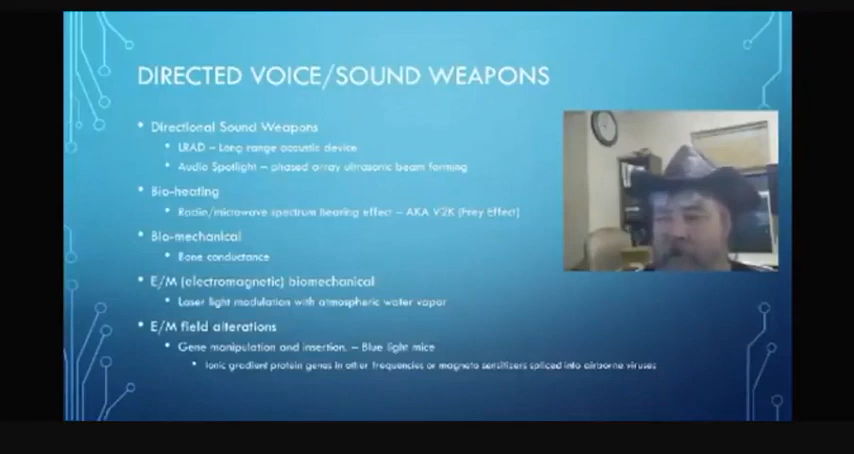 DIRECTED VOICE/SOUND WEAPONS
• Directional Sound Weapons
• LRAD – Long range acoustic device
• Audio Spotlight – phased array ultrasonic beam forming
• Bio-heating
• Radio/microwave spectrum hearing effect – AKA V2K (Frey Effect)
• Bio-mechanical
• Bone conductance
• E/M (electromagnetic) biomechanical
• Laser light modulation with atmospheric water vapor
• E/M field alterations
• Gene manipulation and insertion. – Blue light mice
• Ionic gradient protein genes in other frequencies or magneto sensitizers spliced into airborne viruses